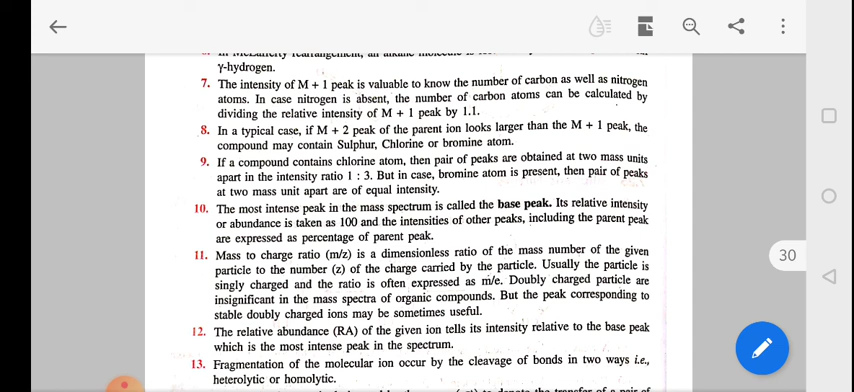 γ-hydrogen.
7. The intensity of M + 1 peak is valuable to know the number of carbon as well as nitrogen
atoms. In case nitrogen is absent, the number of carbon atoms can be calculated by
dividing the relative intensity of M + 1 peak by 1.1.
8. In a typical case, if M + 2 peak of the parent ion looks larger than the M + 1 peak, the
compound may contain Sulphur, Chlorine or bromine atom.
9. If a compound contains chlorine atom, then pair of peaks are obtained at two mass units
apart in the intensity ratio 1 : 3. But in case, bromine atom is present, then pair of peaks
at two mass unit apart are of equal intensity.
10. The most intense peak in the mass spectrum is called the base peak. Its relative intensity
or abundance is taken as 100 and the intensities of other peaks, including the parent peak
are expressed as percentage of parent peak.
11. Mass to charge ratio (m/z) is a dimensionless ratio of the mass number of the given
particle to the number (z) of the charge carried by the particle. Usually the particle is
singly charged and the ratio is often expressed as m/e. Doubly charged particle are
insignificant in the mass spectra of organic compounds. But the peak corresponding to
stable doubly charged ions may be sometimes useful.
12. The relative abundance (RA) of the given ion tells its intensity relative to the base peak
which is the most intense peak in the spectrum.
13. Fragmentation of the molecular ion occur by the cleavage of bonds in two ways i.e.,
heterolytic or homolytic.
30